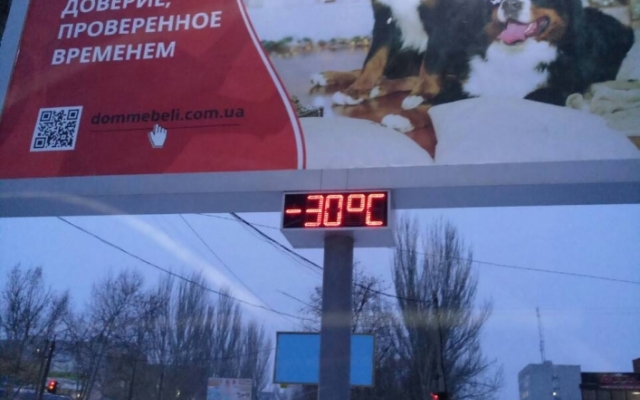 ДОВЕРИЕ,
ПРОВЕРЕННОЕ
ВРЕМЕНЕМ
dommebeli.com.ua
-30°C